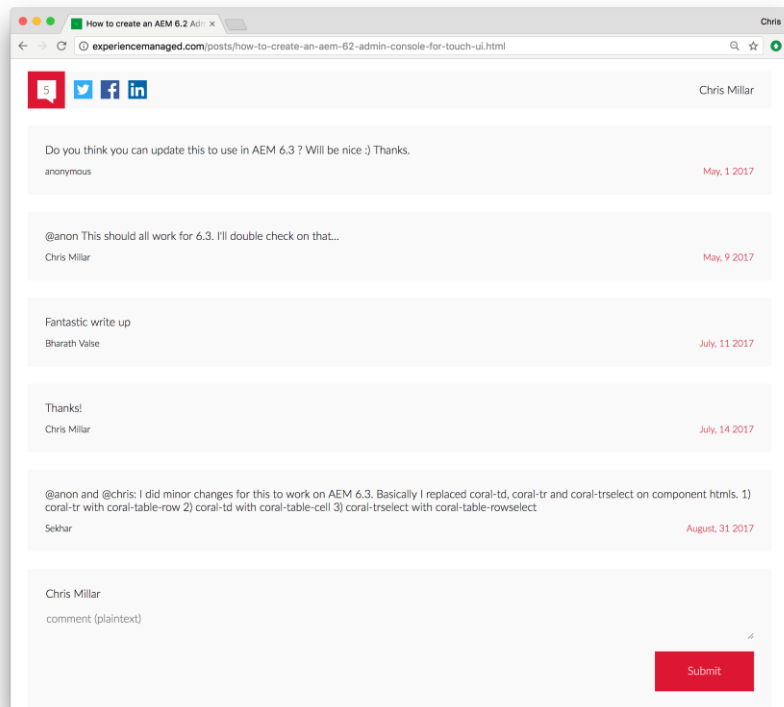 How to create an AEM 6.2 Adm
Chris
experiencemanaged.com/posts/how-to-create-an-aem-62-admin-console-for-touch-ui.html
5
Chris Millar
Do you think you can update this to use in AEM 6.3 ? Will be nice :) Thanks.
anonymous
May, 1 2017
@anon This should all work for 6.3. I'll double check on that...
Chris Millar
May, 9 2017
Fantastic write up
Bharath Valse
July, 11 2017
Thanks!
Chris Millar
July, 14 2017
@anon and @chris: I did minor changes for this to work on AEM 6.3. Basically I replaced coral-td, coral-tr and coral-trselect on component htmls. 1)
coral-tr with coral-table-row 2) coral-td with coral-table-cell 3) coral-trselect with coral-table-rowselect
Sekhar
August, 31 2017
Chris Millar
comment (plaintext)
Submit